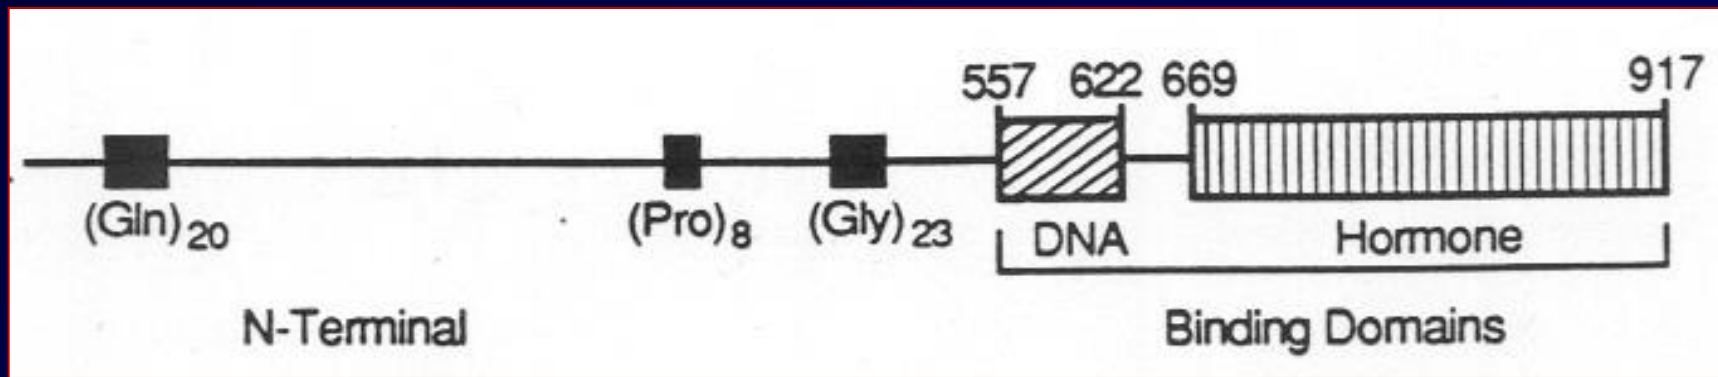 557 622 669 917
(Gln)20 (Pro)8 (Gly)23 DNA Hormone
N-Terminal Binding Domains